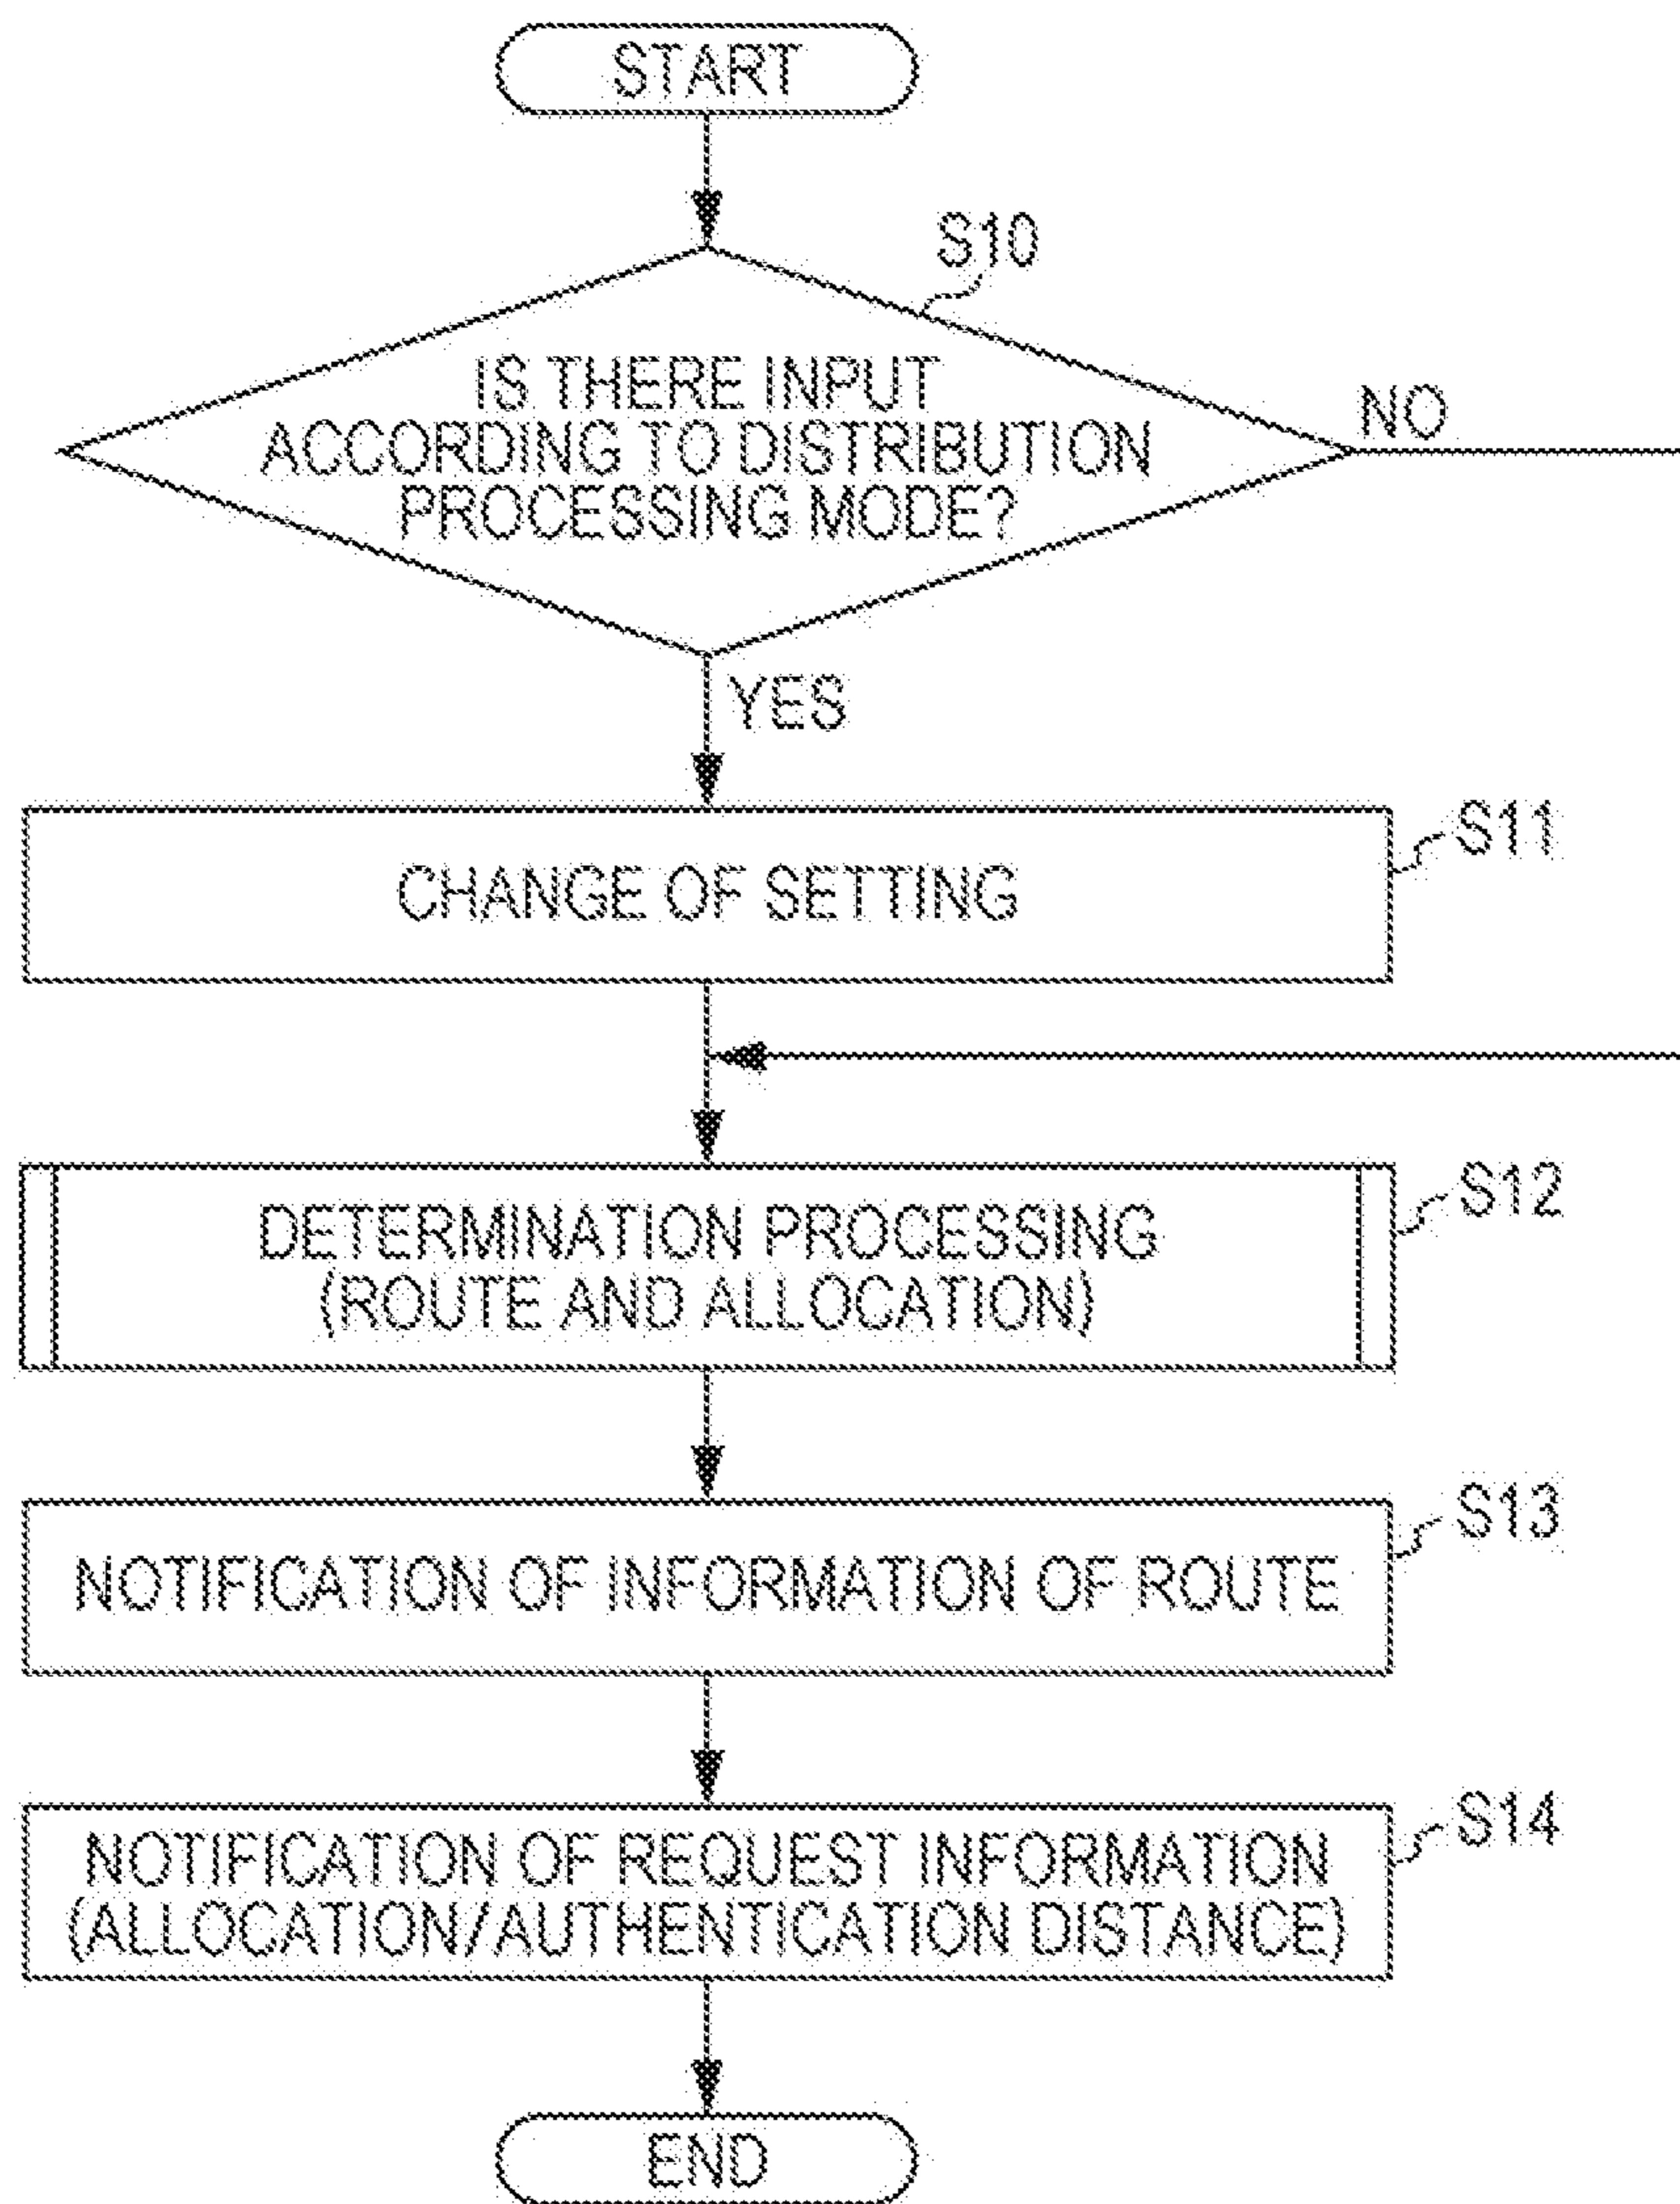 START
S10
IS THERE INPUT
ACCORDING TO DISTRIBUTION
PROCESSING MODE?
NO
YES
S11
CHANGE OF SETTING
S12
DETERMINATION PROCESSING
(ROUTE AND ALLOCATION)
S13
NOTIFICATION OF INFORMATION OF ROUTE
S14
NOTIFICATION OF REQUEST INFORMATION
(ALLOCATION/AUTHENTICATION DISTANCE)
END